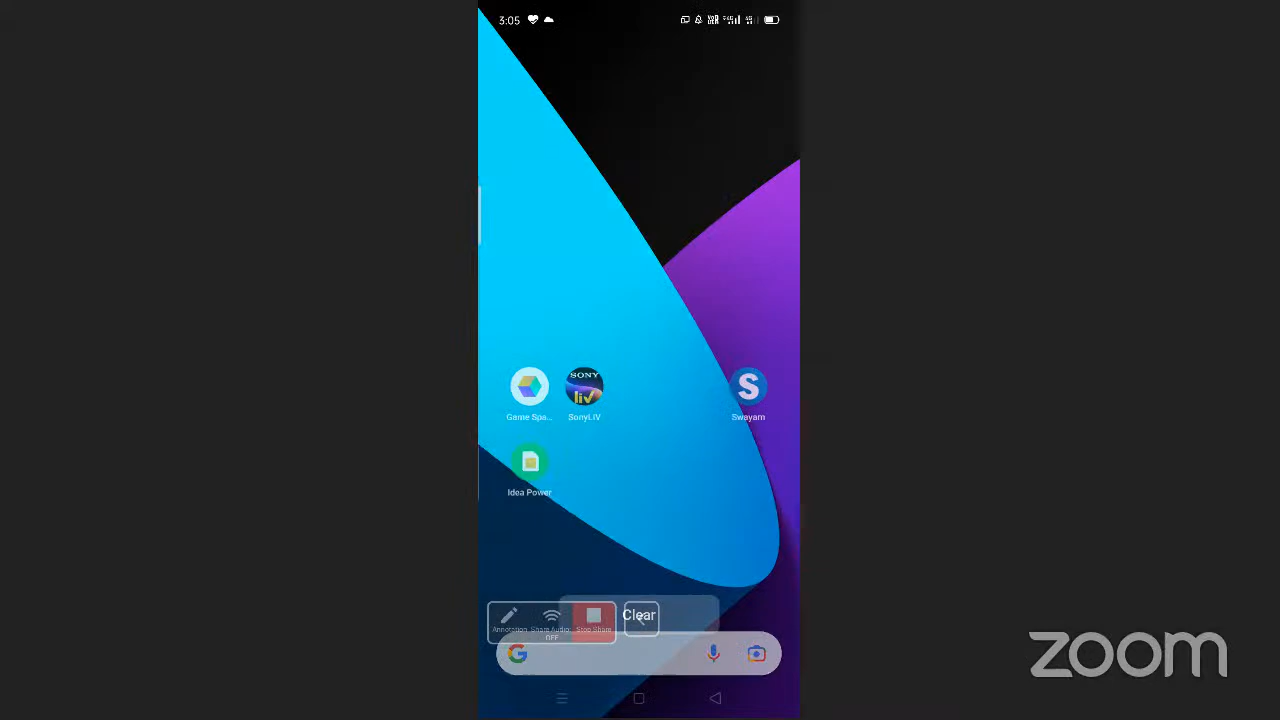 3:05
SONY
liv
S
Game Spa...
SonyLIV
Swayam
Idea Power
Clear
Annotation
Share Audio:
OFF
Stop Share
G
zoom